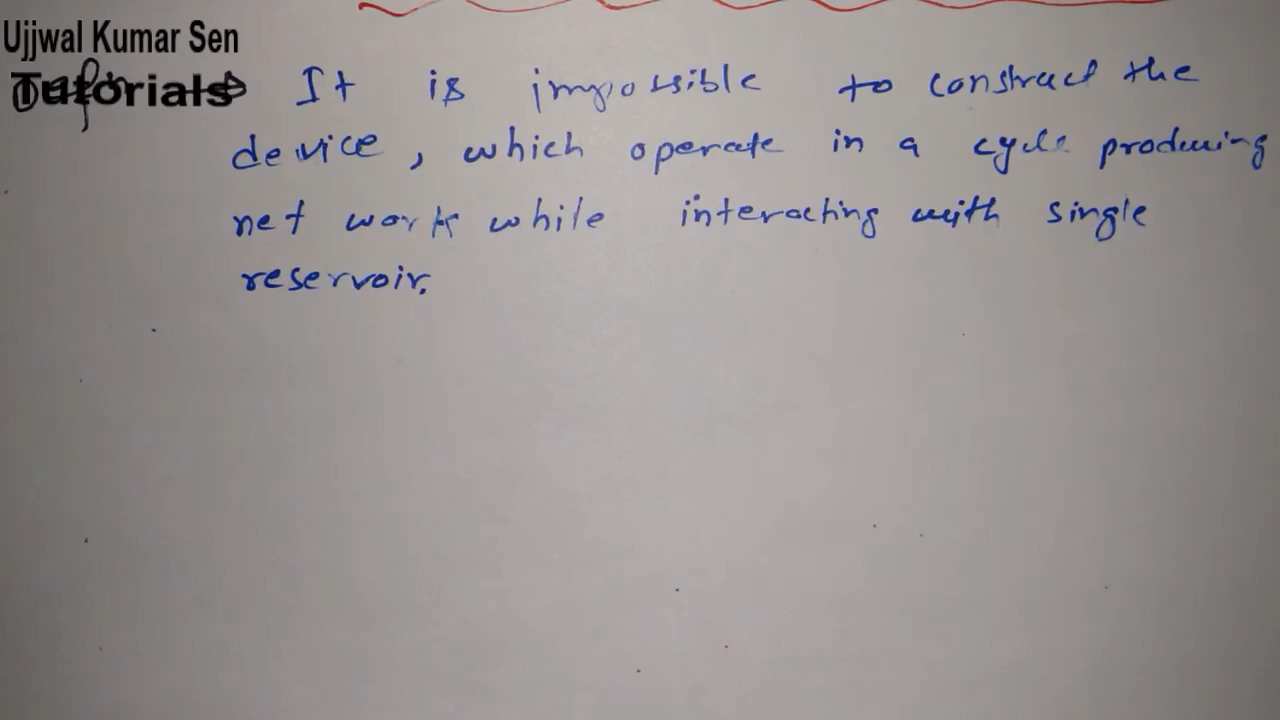 Ujjwal Kumar Sen
Tutorials
It is impossible to construct the
device, which operate in a cycle producing
net work while interacting with single
reservoir.